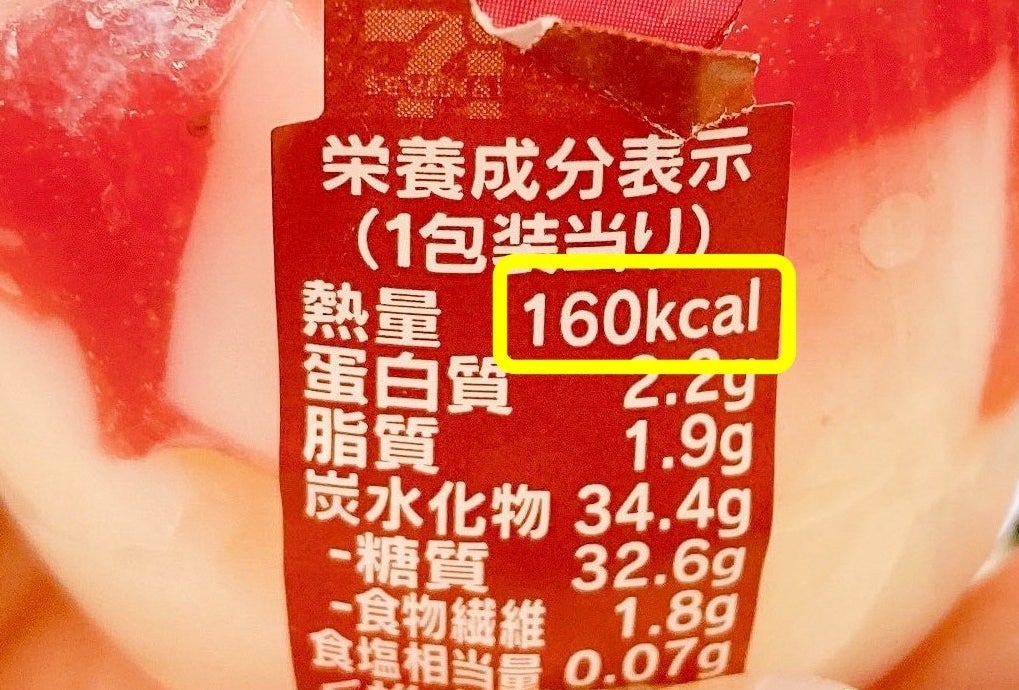 栄養成分表示
(1包装当り)
熱量 160kcal
蛋白質 2.2g
脂質 1.9g
炭水化物 34.4g
-糖質 32.6g
-食物繊維 1.8g
食塩相当量 0.07g